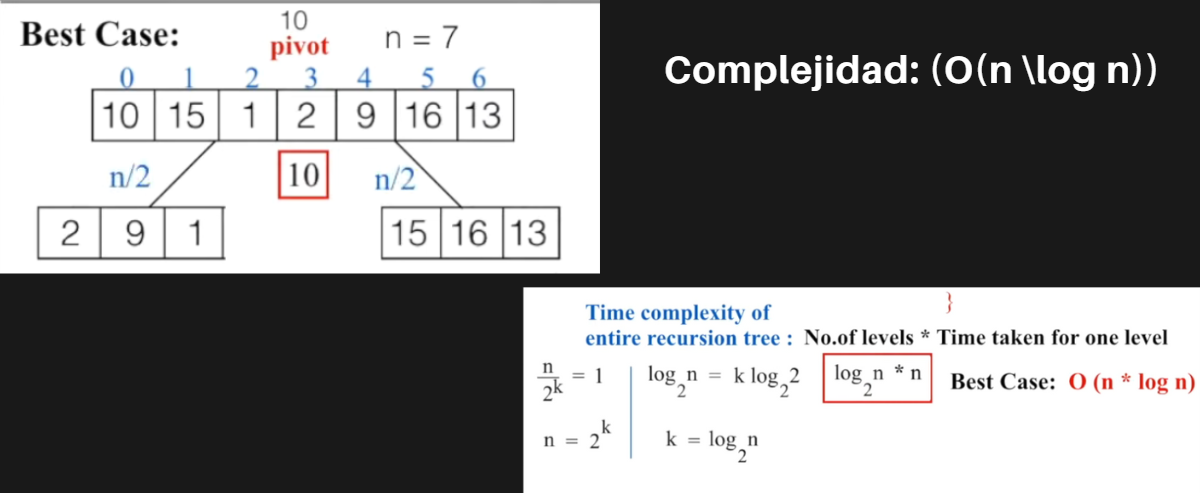 Best Case:
10
pivot
n = 7
0 1 2 3 4 5 6
10 15 1 2 9 16 13
n/2
10
n/2
2 9 1
15 16 13
Complejidad: (O(n \log n))
}
Time complexity of
entire recursion tree : No.of levels * Time taken for one level
n/2^k = 1
log_2 n = k log_2 2
log_2 n * n
Best Case: O (n * log n)
n = 2^k
k = log_2 n